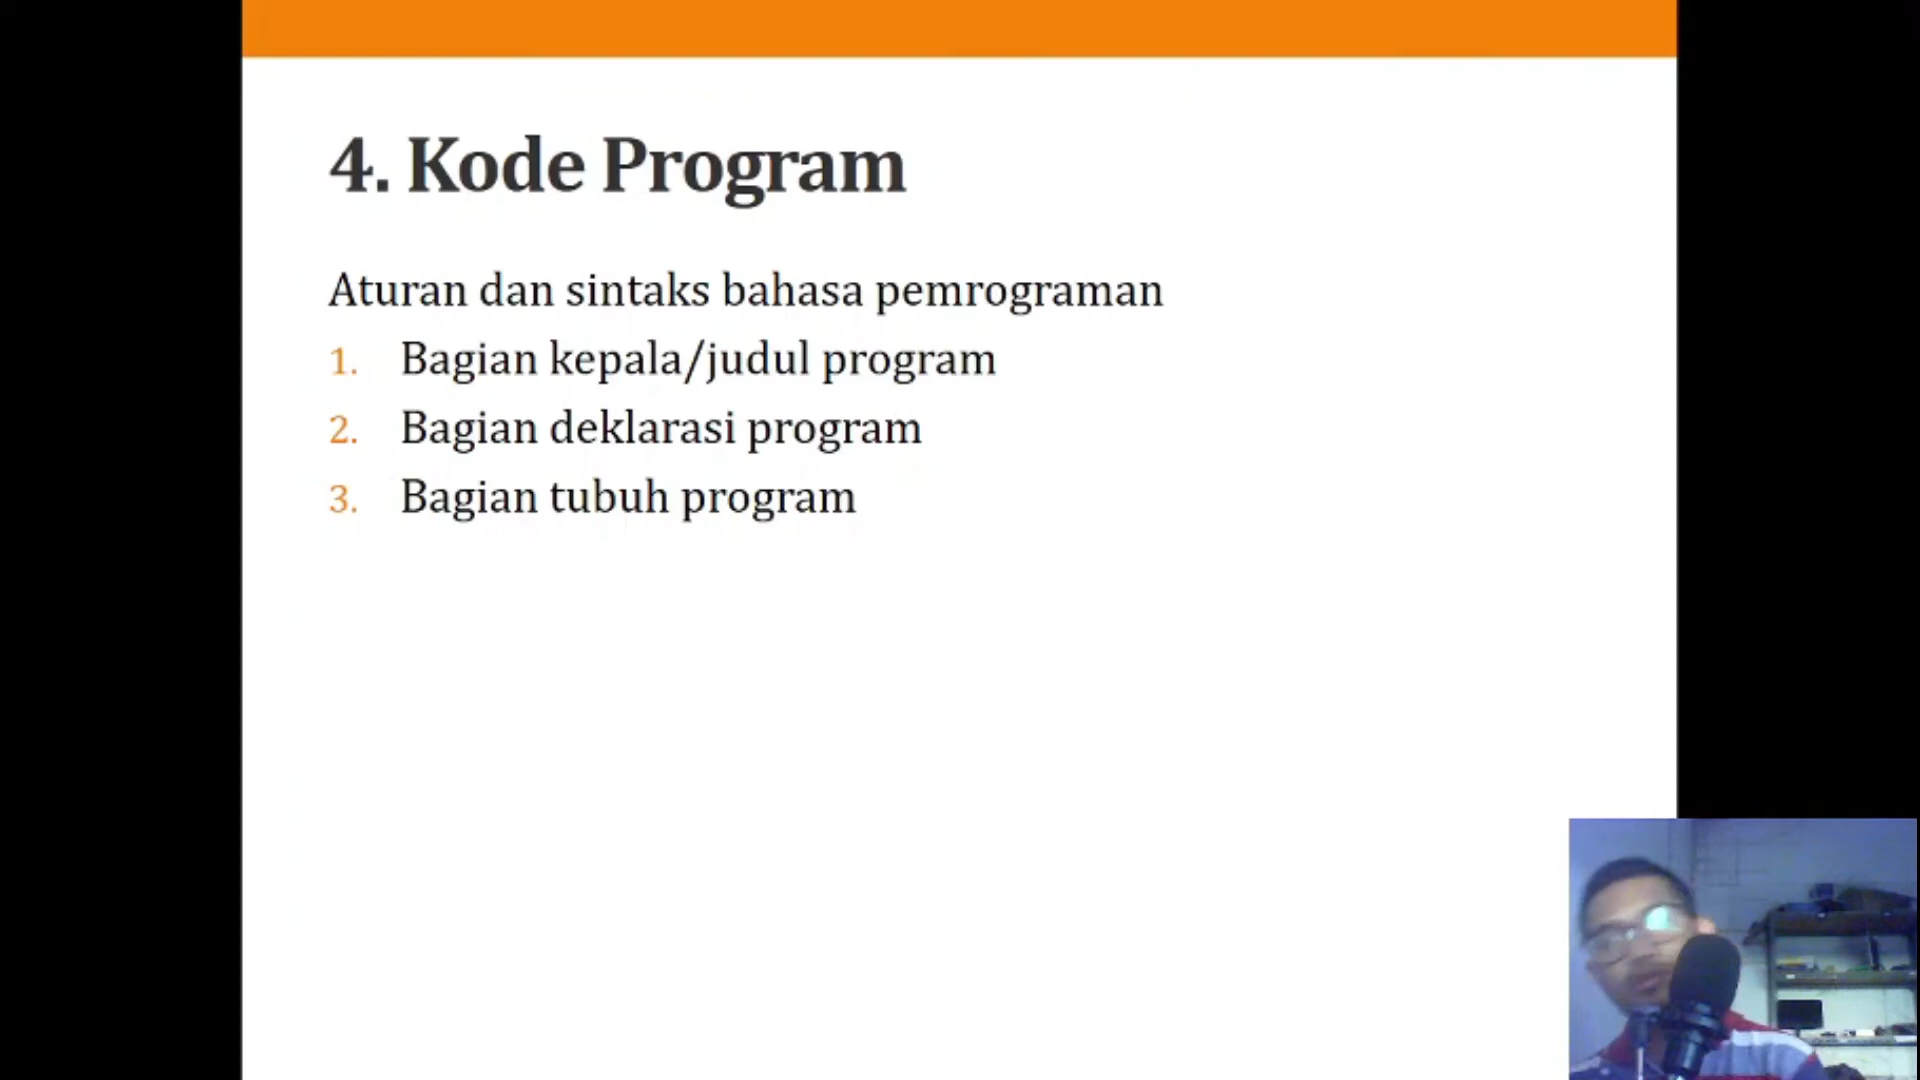 4. Kode Program
Aturan dan sintaks bahasa pemrograman
1. Bagian kepala/judul program
2. Bagian deklarasi program
3. Bagian tubuh program